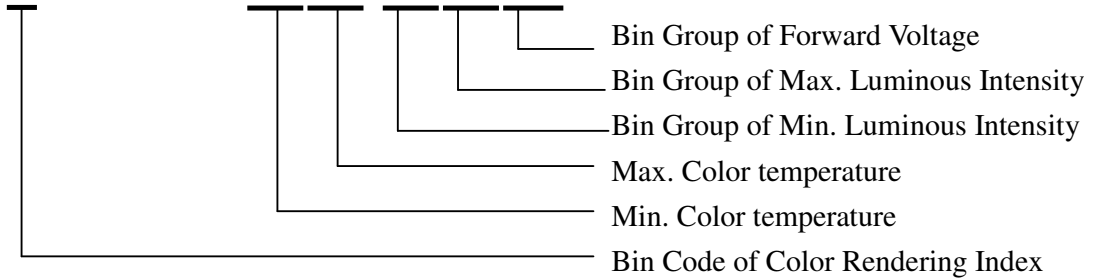 Bin Group of Forward Voltage
Bin Group of Max. Luminous Intensity
Bin Group of Min. Luminous Intensity
Max. Color temperature
Min. Color temperature
Bin Code of Color Rendering Index